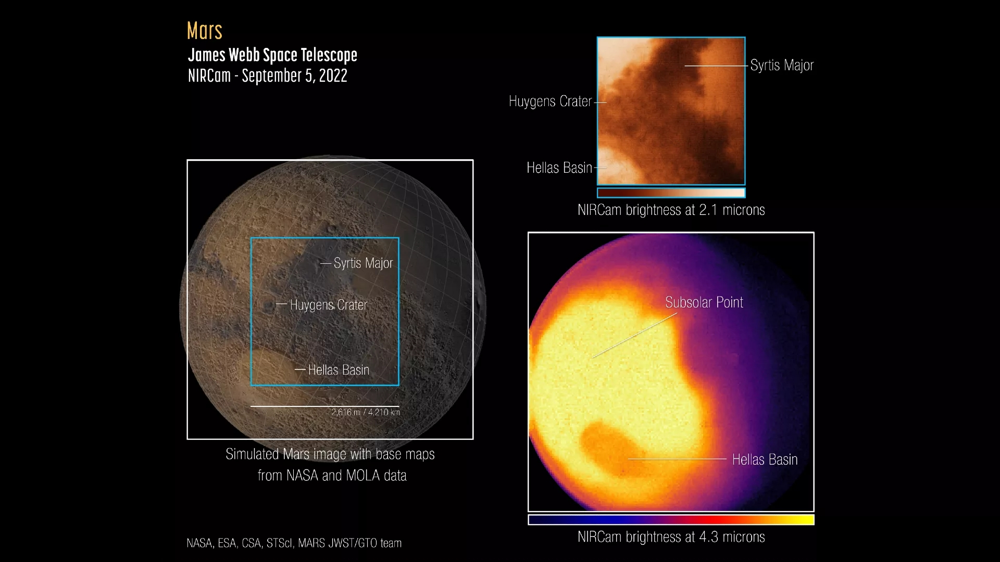 Mars
James Webb Space Telescope
NIRCam - September 5, 2022
Syrtis Major
Huygens Crater
Hellas Basin
2,616 mi / 4,210 km
Simulated Mars image with base maps
from NASA and MOLA data
Syrtis Major
Huygens Crater
Hellas Basin
NIRCam brightness at 2.1 microns
Subsolar Point
Hellas Basin
NIRCam brightness at 4.3 microns
NASA, ESA, CSA, STScI, MARS JWST/GTO team